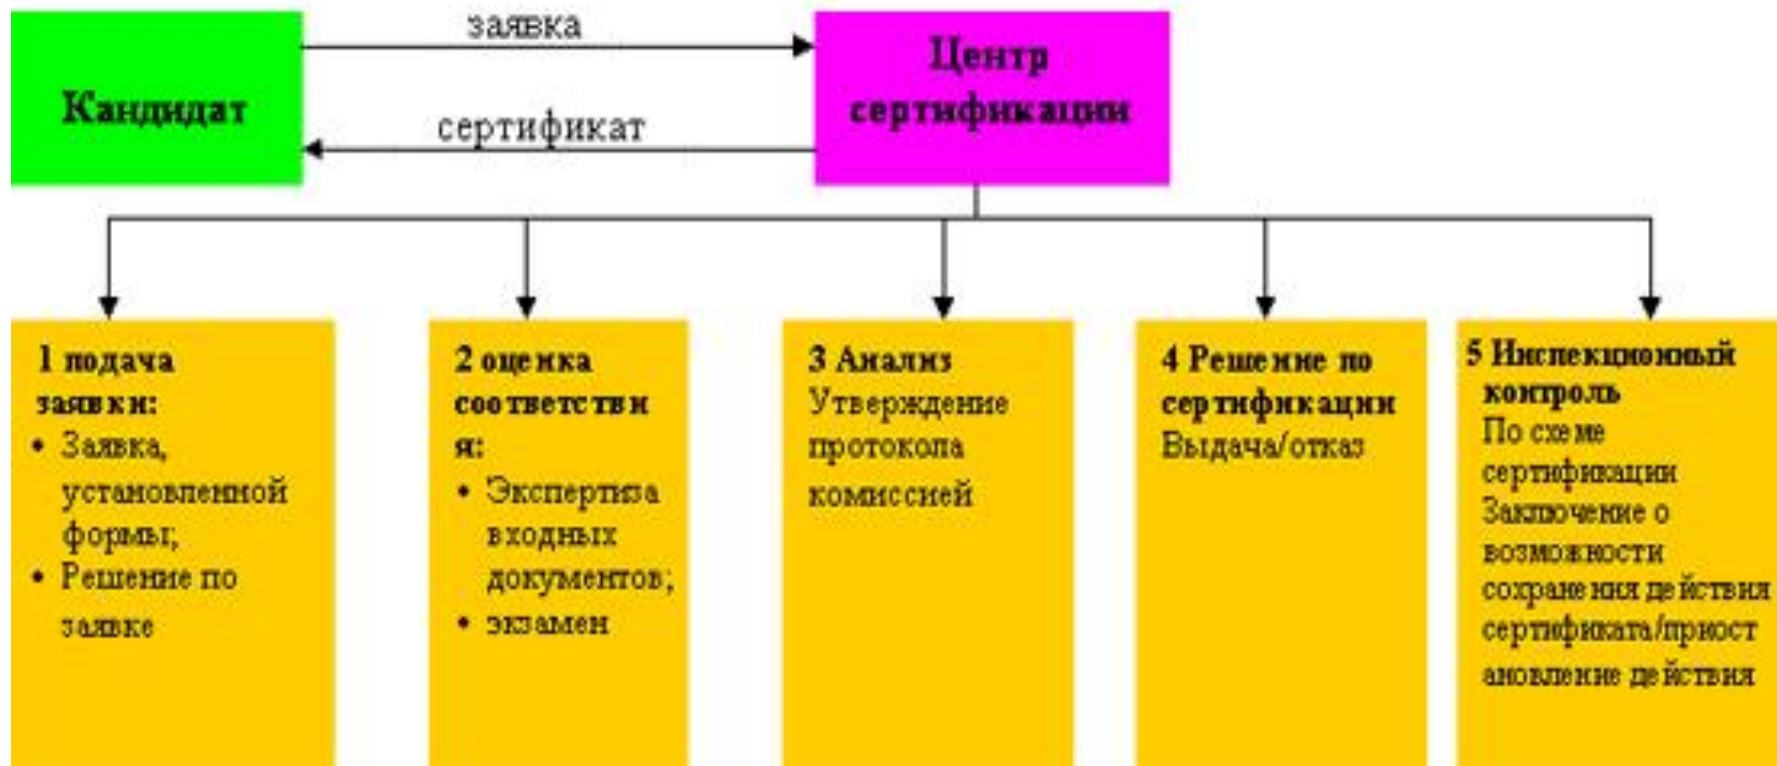 заявка
Кандидат
Центр
сертификации
сертификат
1 подача
заявки:
• Заявка,
установленной
формы;
• Решение по
заявке
2 оценка
соответстви
я:
• Экспертиза
входных
документов;
• экзамен
3 Анализ
Утверждение
протокола
комиссией
4 Решение по
сертификации
Выдача/отказ
5 Инспекционный
контроль
По схеме
сертификации
Заключение о
возможности
сохранения действия
сертификата/приост
ановление действия